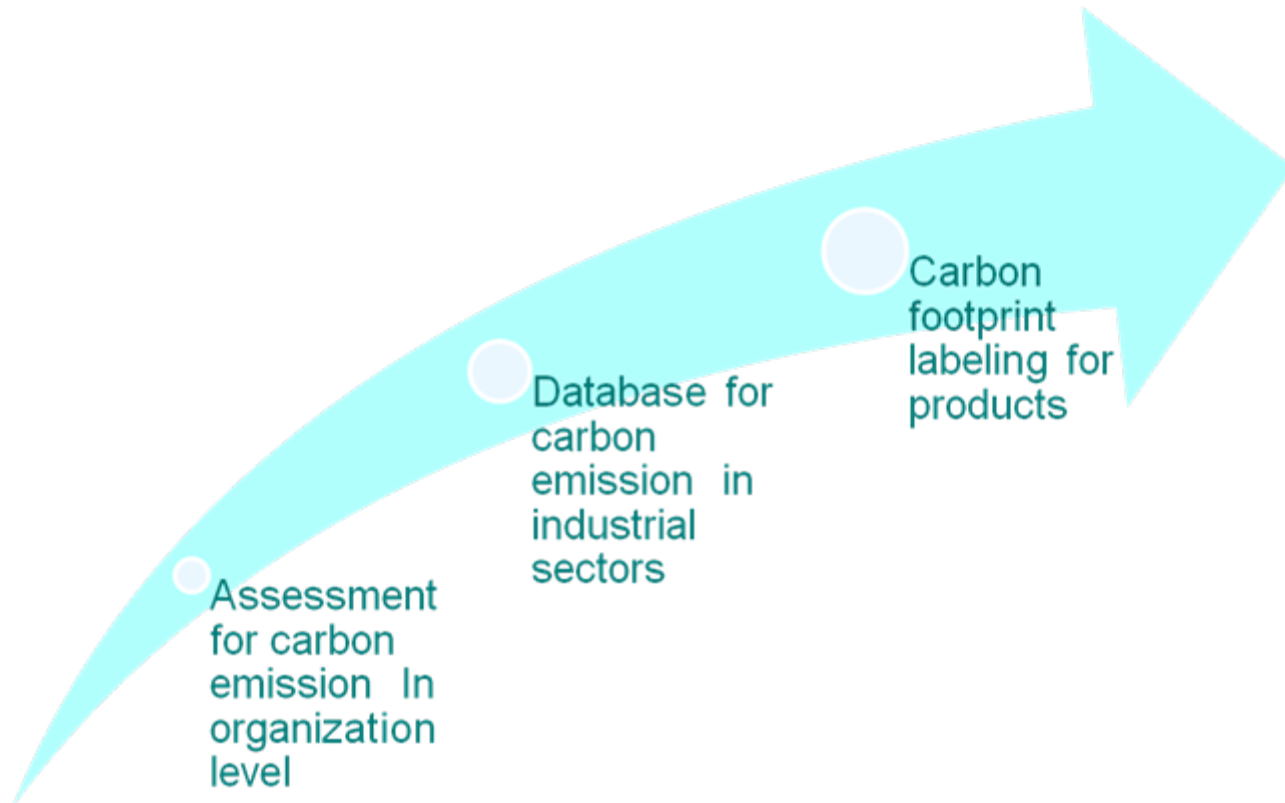 Carbon
footprint
labeling for
products
Database for
carbon
emission in
industrial
sectors
Assessment
for carbon
emission In
organization
level